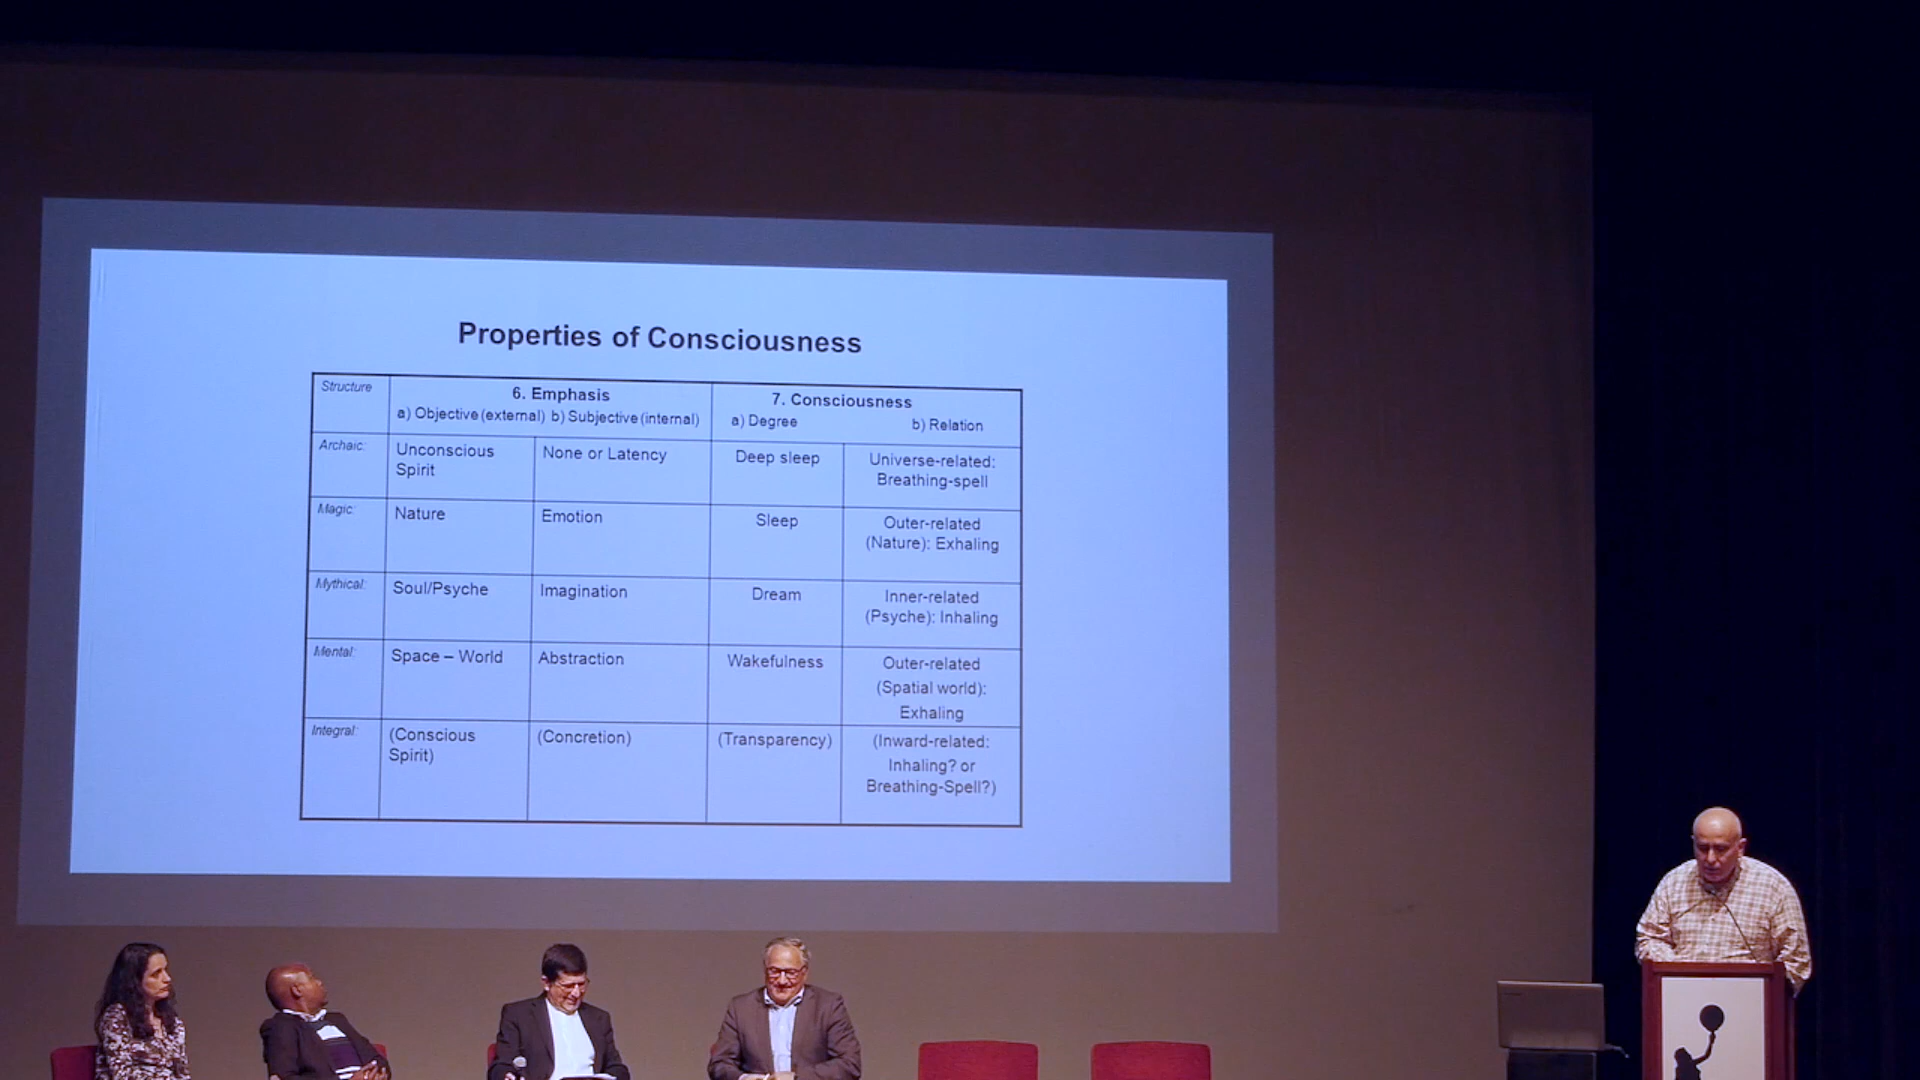 Properties of Consciousness
Structure
6. Emphasis
a) Objective (external) b) Subjective (internal)
7. Consciousness
a) Degree b) Relation
Archaic:
Unconscious
Spirit
None or Latency
Deep sleep
Universe-related:
Breathing-spell
Magic:
Nature
Emotion
Sleep
Outer-related
(Nature): Exhaling
Mythical:
Soul/Psyche
Imagination
Dream
Inner-related
(Psyche): Inhaling
Mental:
Space – World
Abstraction
Wakefulness
Outer-related
(Spatial world):
Exhaling
Integral:
(Conscious
Spirit)
(Concretion)
(Transparency)
(Inward-related:
Inhaling? or
Breathing-Spell?)